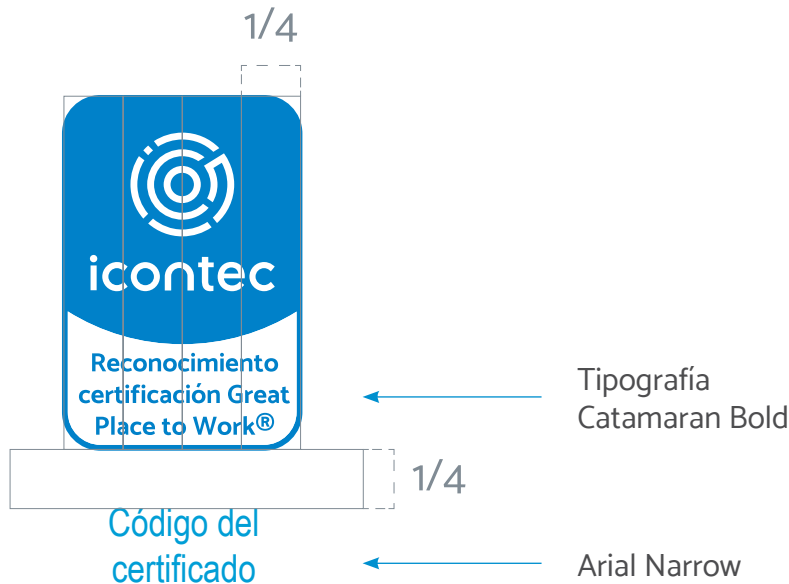 1/4
icontec
Reconocimiento
certificación Great
Place to Work®
Tipografía
Catamaran Bold
1/4
Código del
certificado
Arial Narrow